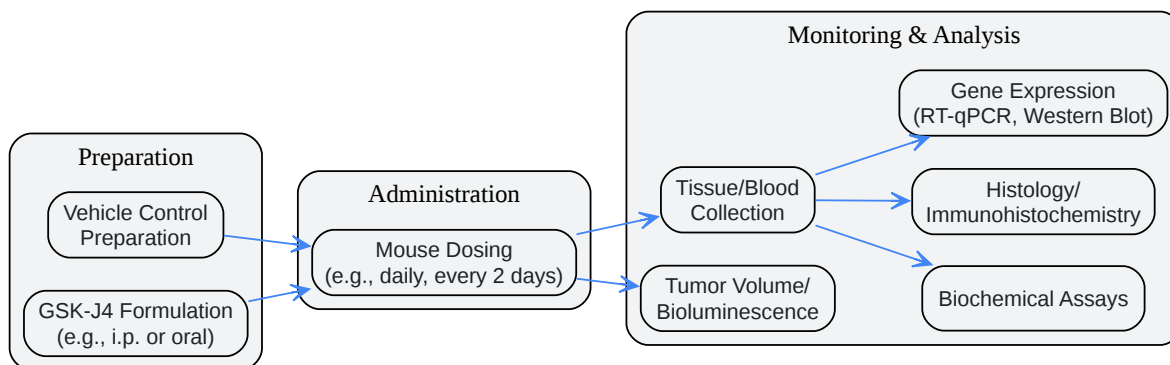 Preparation
Vehicle Control
Preparation
GSK-J4 Formulation
(e.g., i.p. or oral)
Administration
Mouse Dosing
(e.g., daily, every 2 days)
Monitoring & Analysis
Tissue/Blood
Collection
Tumor Volume/
Bioluminescence
Gene Expression
(RT-qPCR, Western Blot)
Histology/
Immunohistochemistry
Biochemical Assays